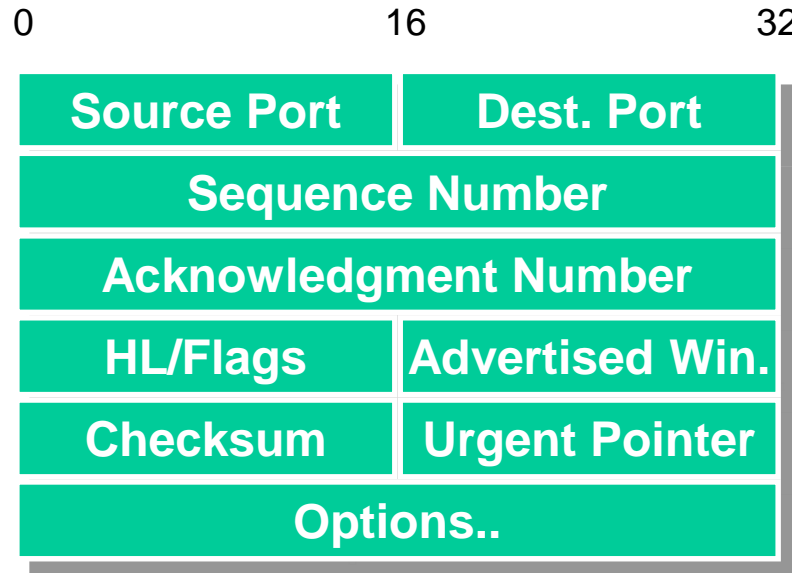 0 16 32
Source Port Dest. Port
Sequence Number
Acknowledgment Number
HL/Flags Advertised Win.
Checksum Urgent Pointer
Options..